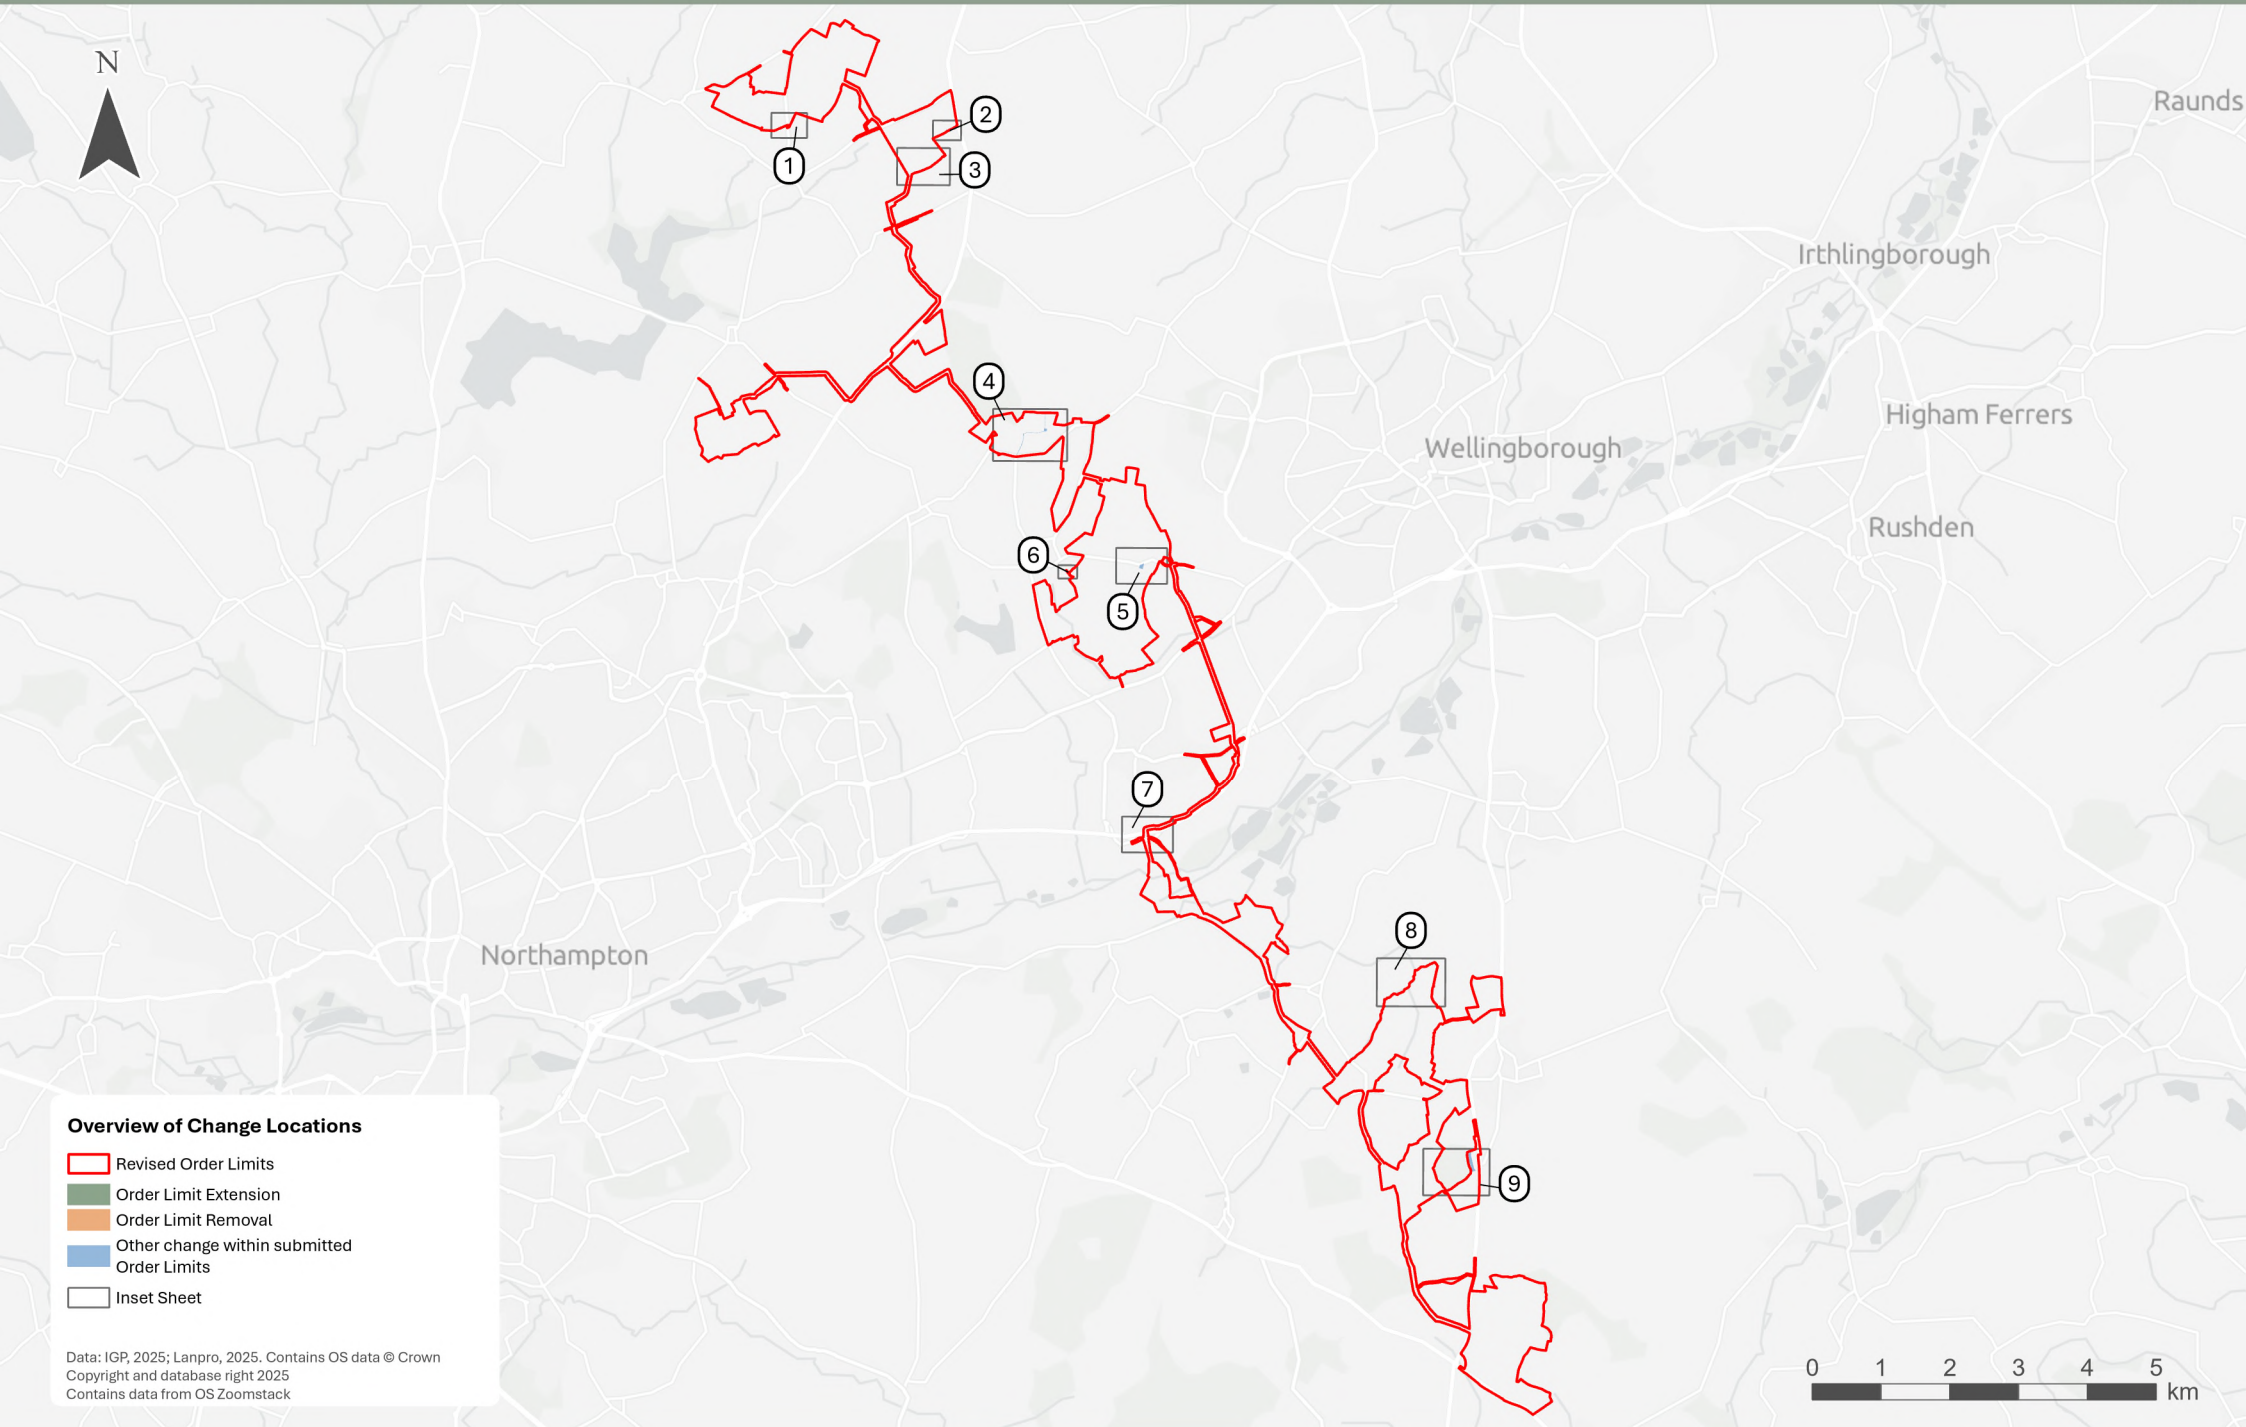 N
Raunds
2
1
3
Irthlingborough
4
Higham Ferrers
Wellingborough
Rushden
6
5
7
8
Northampton
9
Overview of Change Locations
Revised Order Limits
Order Limit Extension
Order Limit Removal
Other change within submitted
Order Limits
Inset Sheet
Data: IGP, 2025; Lanpro, 2025. Contains OS data © Crown
Copyright and database right 2025
Contains data from OS Zoomstack
0 1 2 3 4 5
km